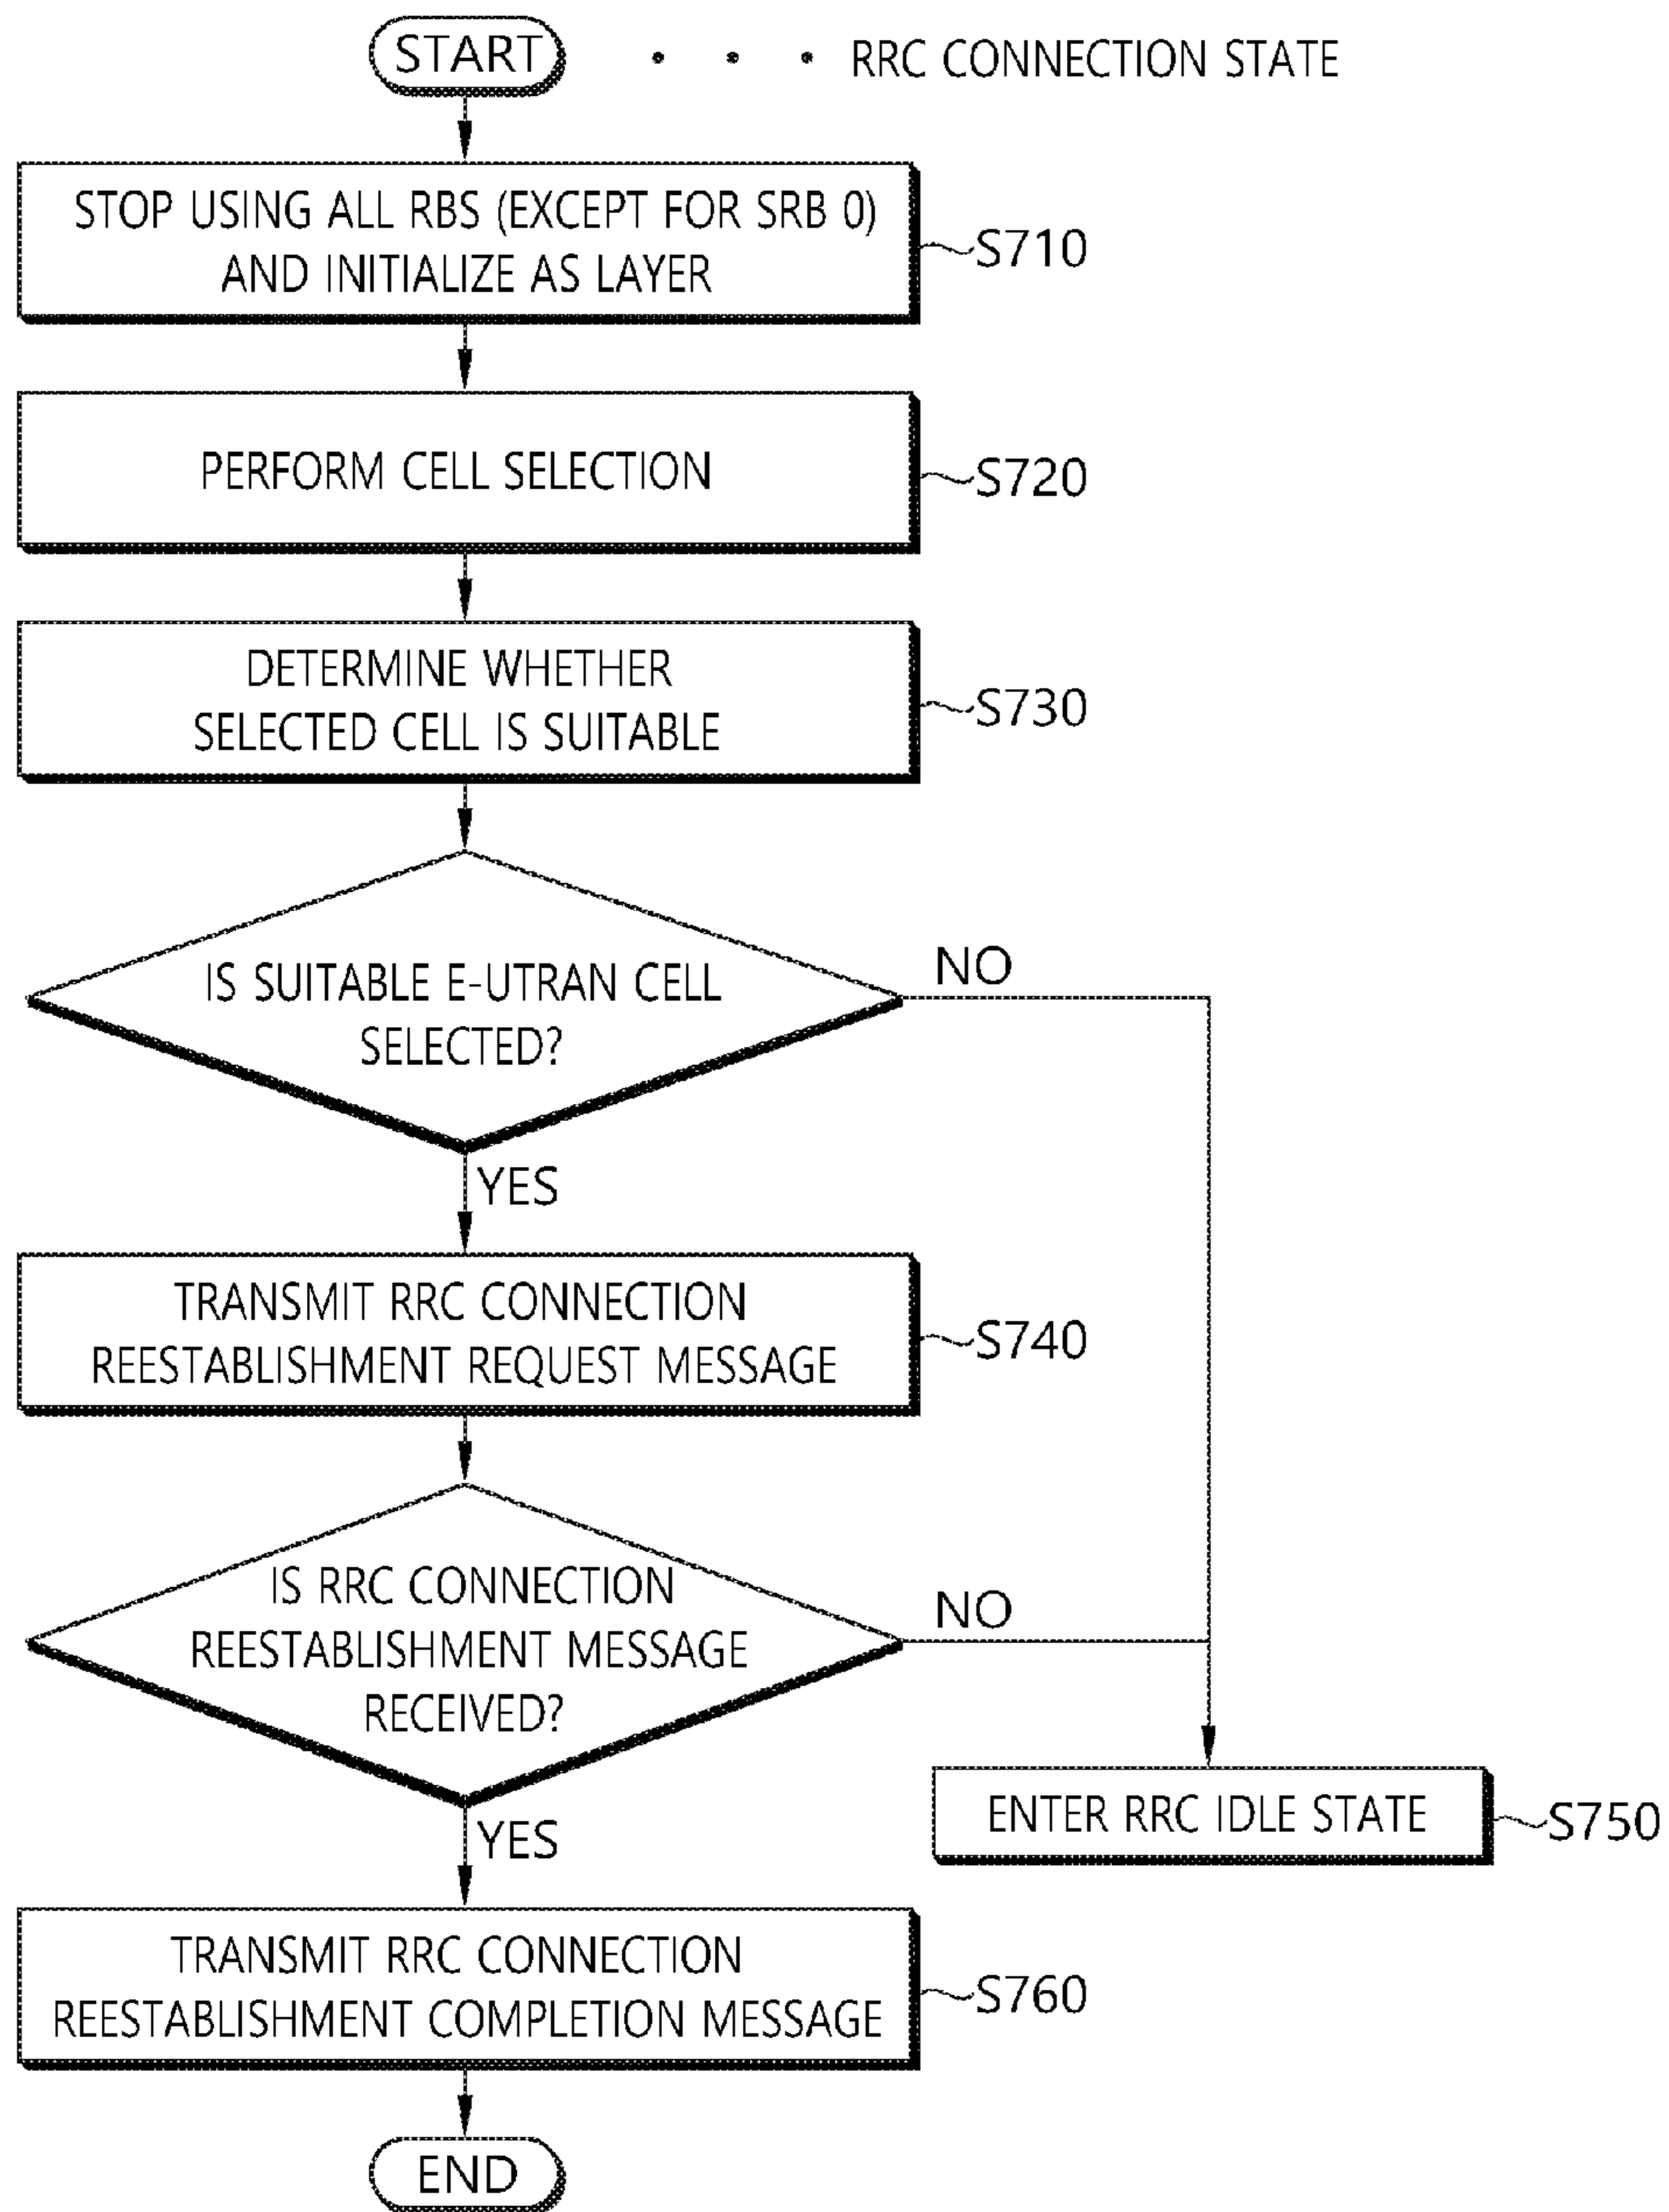 START
• • • RRC CONNECTION STATE
STOP USING ALL RBS (EXCEPT FOR SRB 0)
AND INITIALIZE AS LAYER
S710
PERFORM CELL SELECTION
S720
DETERMINE WHETHER
SELECTED CELL IS SUITABLE
S730
IS SUITABLE E-UTRAN CELL
SELECTED?
NO
YES
TRANSMIT RRC CONNECTION
REESTABLISHMENT REQUEST MESSAGE
S740
IS RRC CONNECTION
REESTABLISHMENT MESSAGE
RECEIVED?
NO
YES
ENTER RRC IDLE STATE
S750
TRANSMIT RRC CONNECTION
REESTABLISHMENT COMPLETION MESSAGE
S760
END